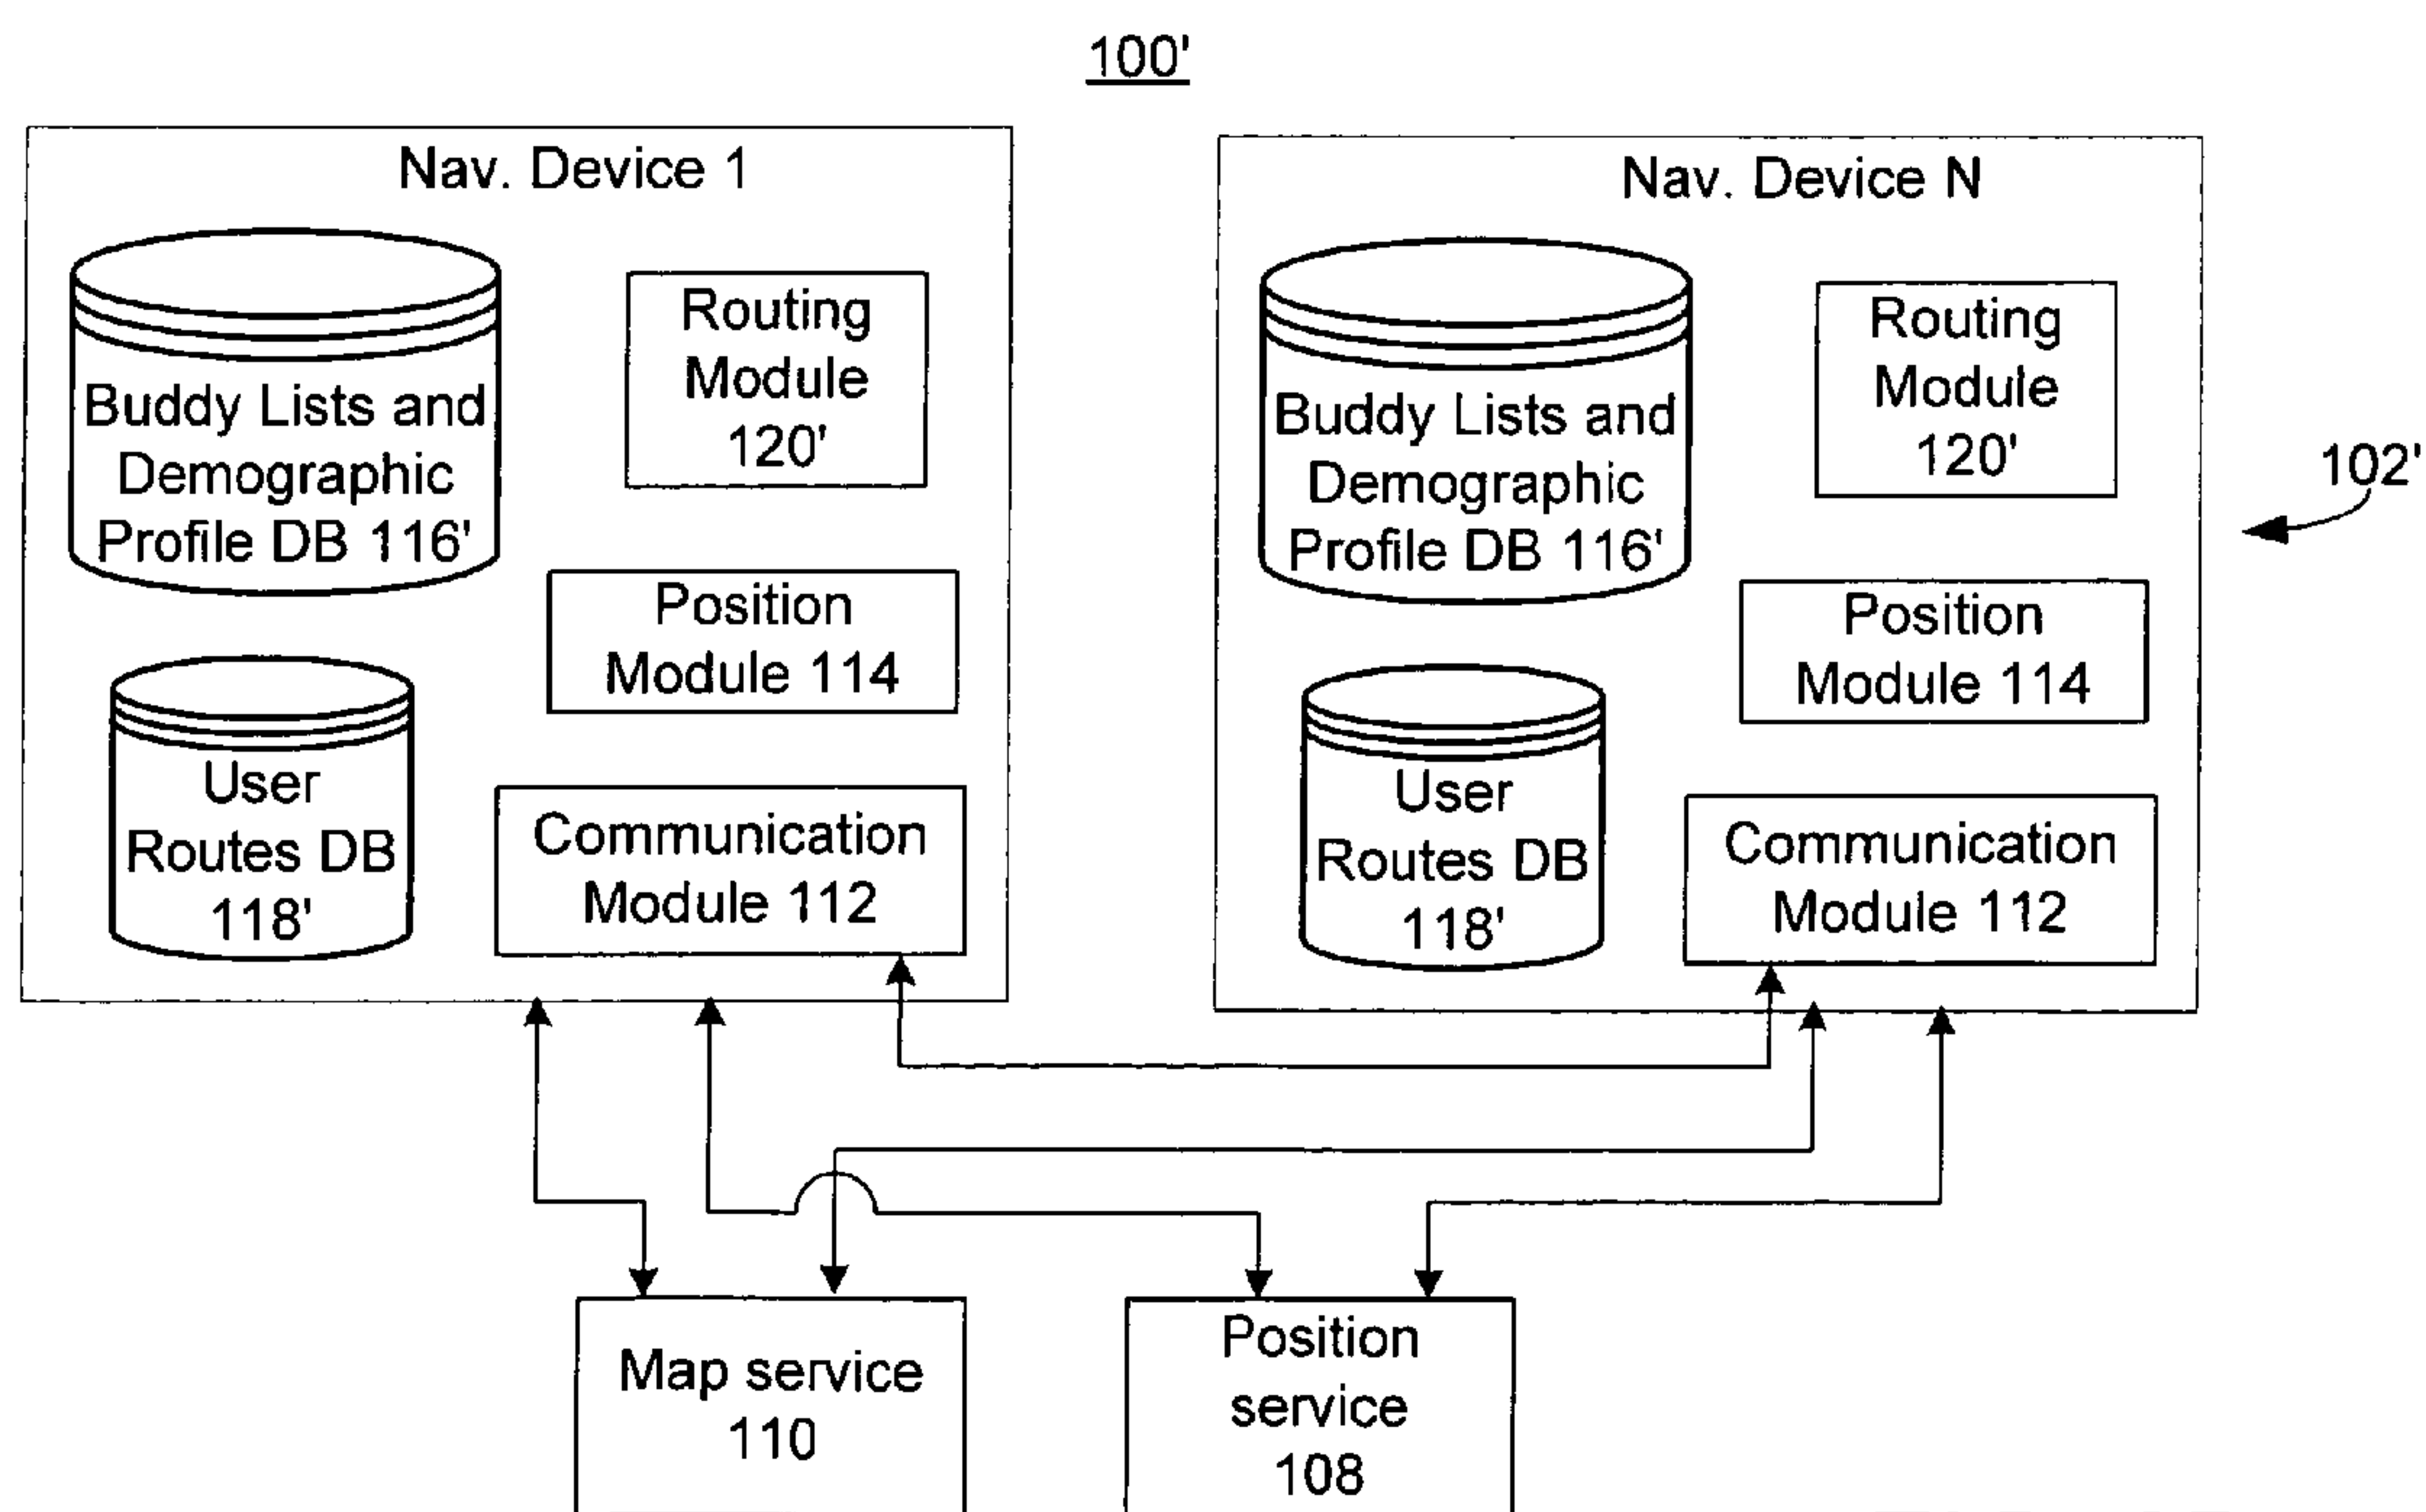 100'
Nav. Device 1
Buddy Lists and
Demographic
Profile DB 116'
Routing
Module
120'
Position
Module 114
User
Routes DB
118'
Communication
Module 112
Nav. Device N
Buddy Lists and
Demographic
Profile DB 116'
Routing
Module
120'
102'
Position
Module 114
User
Routes DB
118'
Communication
Module 112
Map service
110
Position
service
108